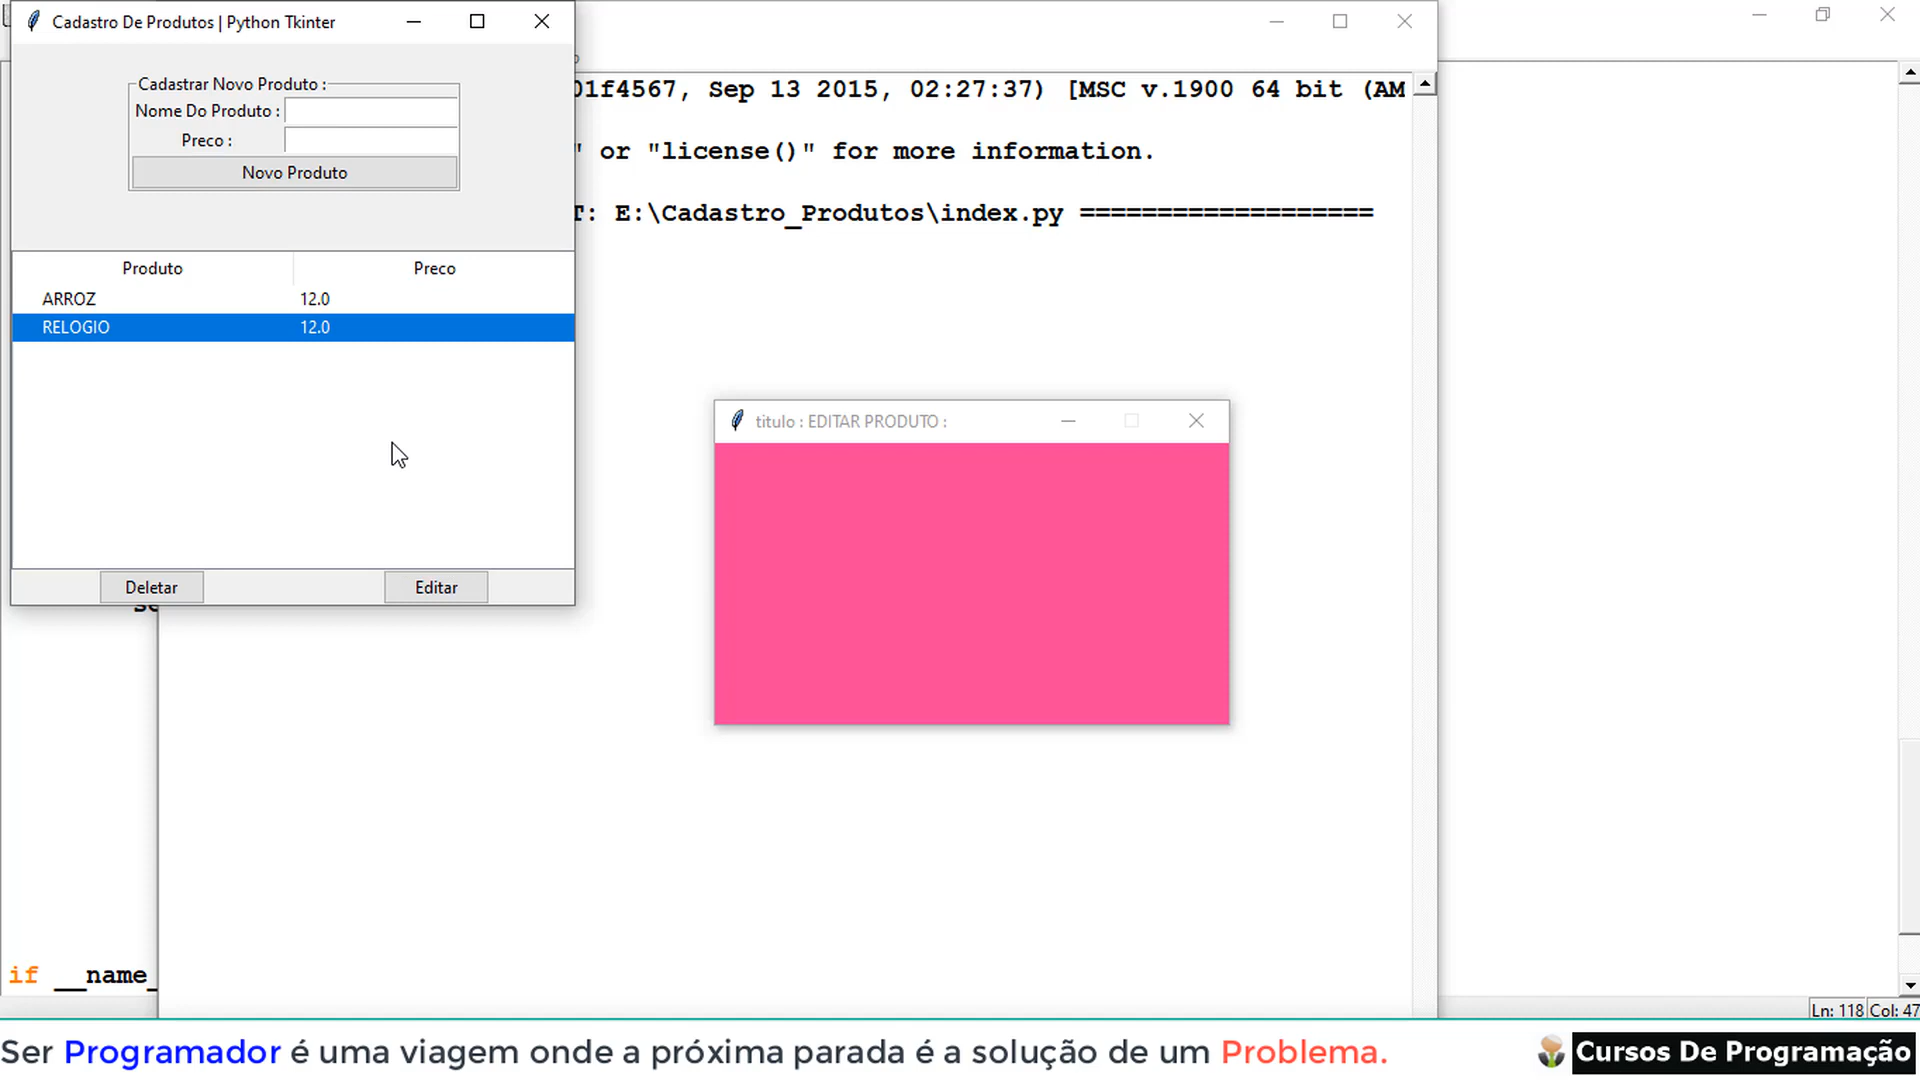 Cadastro De Produtos | Python Tkinter
Cadastrar Novo Produto :
Nome Do Produto :
Preco :
Novo Produto
Produto Preco
ARROZ 12.0
RELOGIO 12.0
Deletar Editar
01f4567, Sep 13 2015, 02:27:37) [MSC v.1900 64 bit (AM
" or "license()" for more information.
T: E:\Cadastro_Produtos\index.py ===================
titulo : EDITAR PRODUTO :
if __name_
Ln: 118 Col: 47
Ser Programador é uma viagem onde a próxima parada é a solução de um Problema.
Cursos De Programação